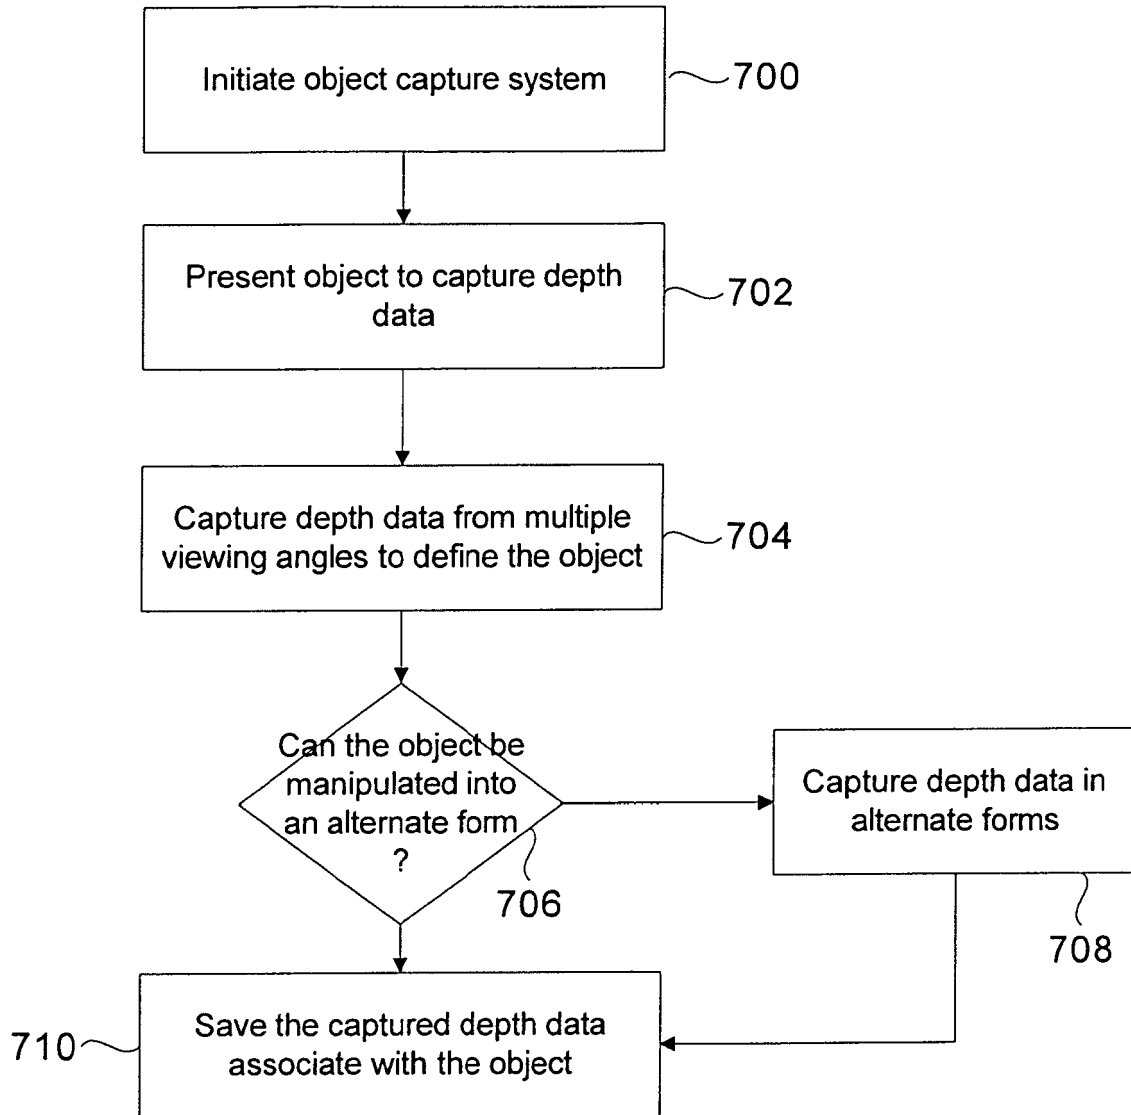 Initiate object capture system
700
Present object to capture depth
data
702
Capture depth data from multiple
viewing angles to define the object
704
Can the object be
manipulated into
an alternate form
?
706
Capture depth data in
alternate forms
708
Save the captured depth data
associate with the object
710